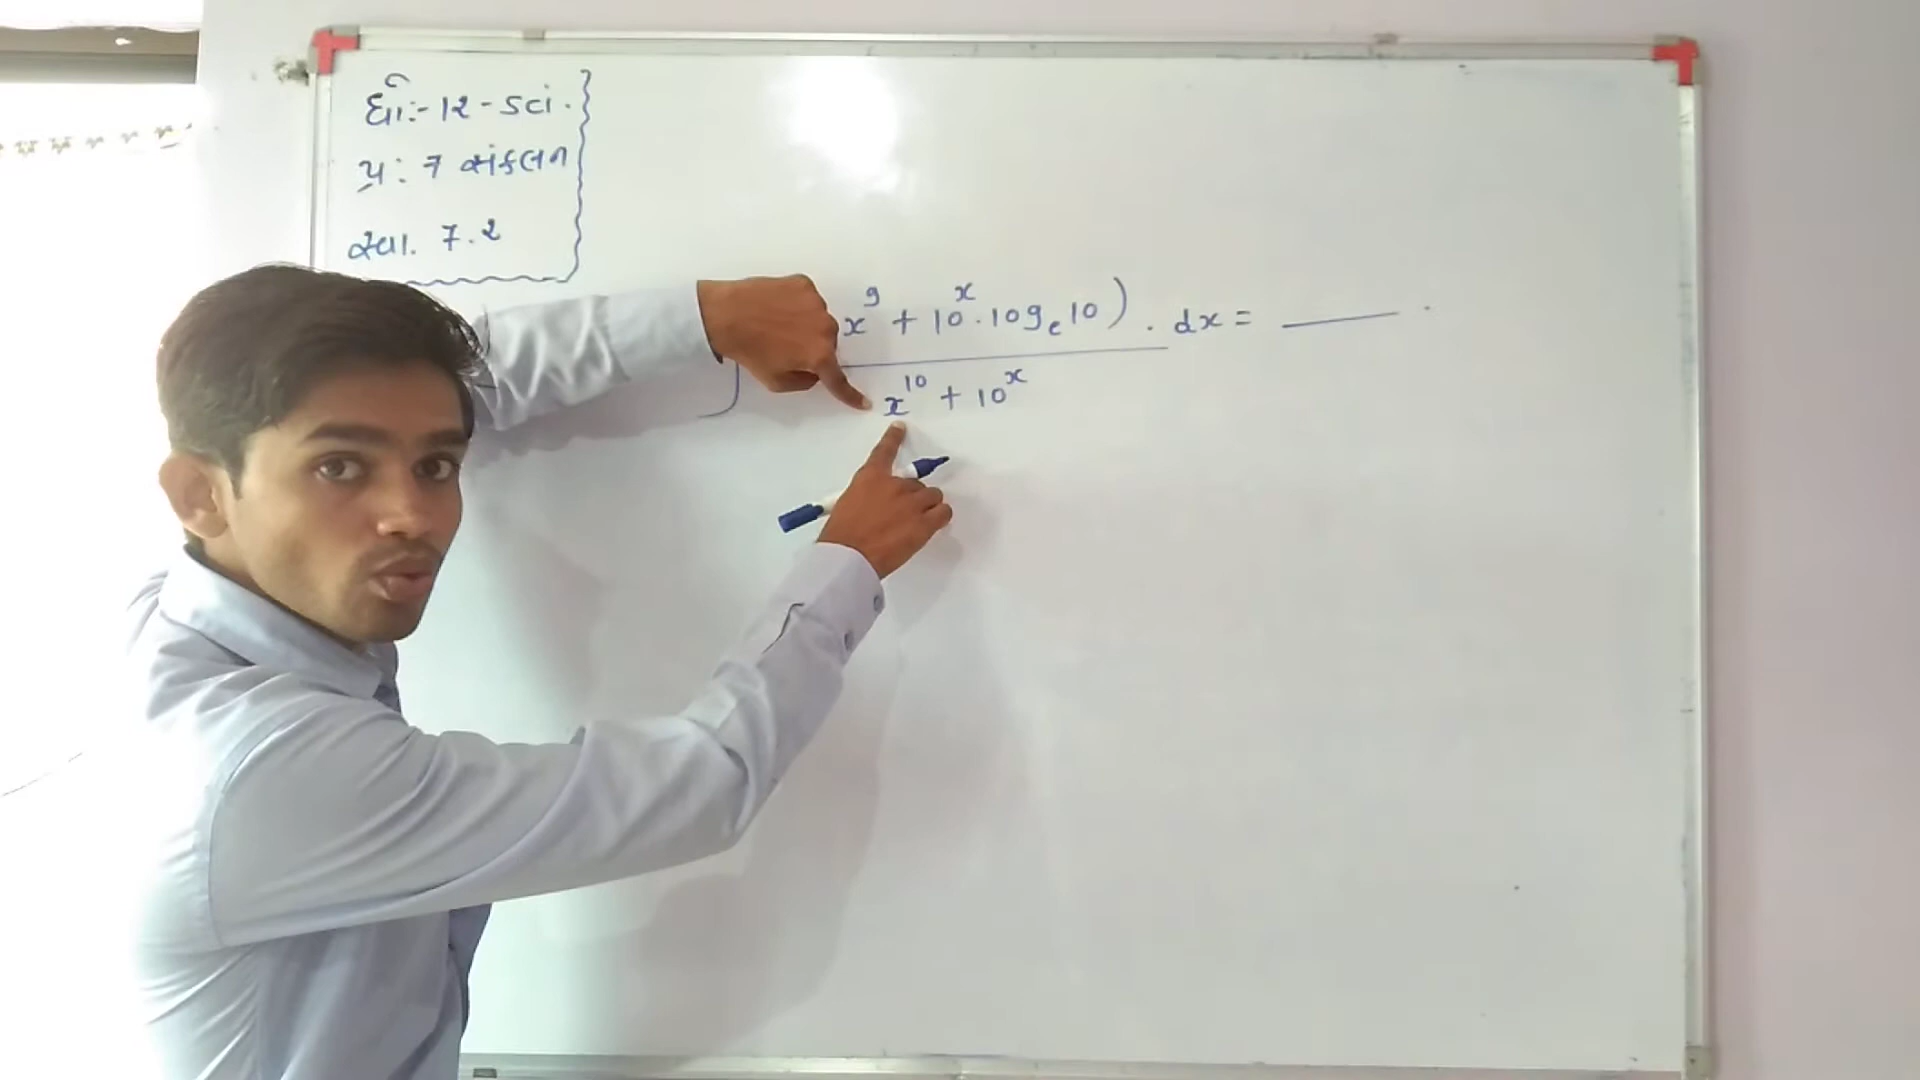 ધો:- 12 - Sci.
પ્ર: 7 સંકલન
સ્વા. 7.2
x⁹ + 10ˣ . logₑ10) . dx = ____ .
x¹⁰ + 10ˣ